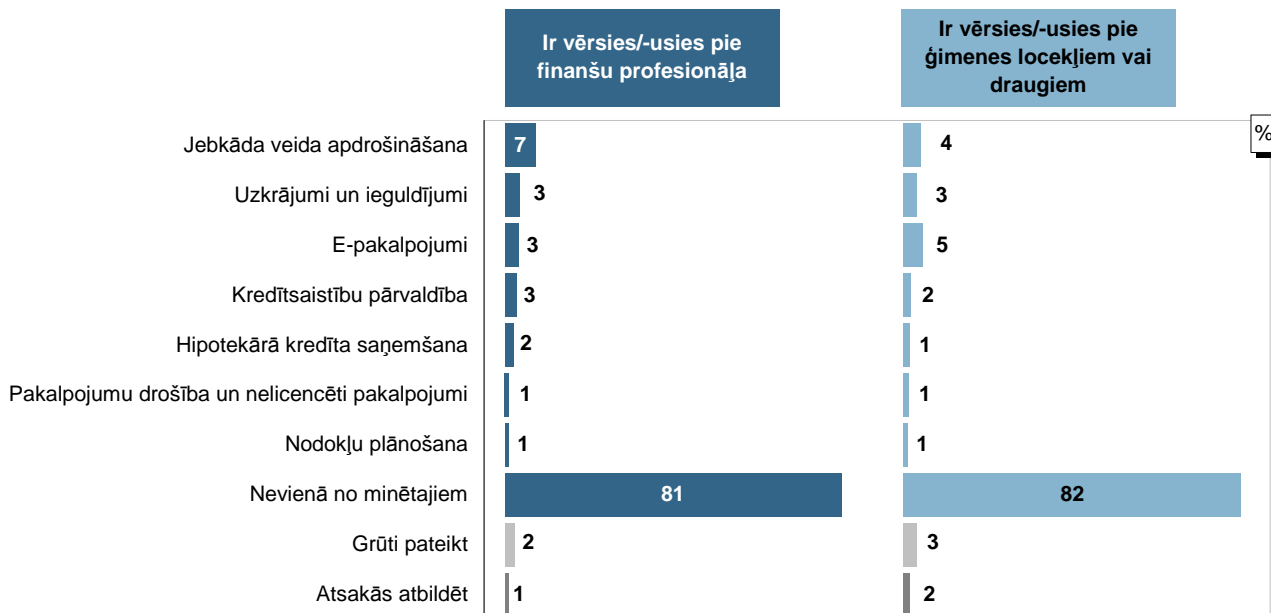 Ir vērsies/-usies pie
finanšu profesionāļa
Ir vērsies/-usies pie
ģimenes locekļiem vai
draugiem
%
Jebkāda veida apdrošināšana 7 4
Uzkrājumi un ieguldījumi 3 3
E-pakalpojumi 3 5
Kredītsaistību pārvaldība 3 2
Hipotekārā kredīta saņemšana 2 1
Pakalpojumu drošība un nelicencēti pakalpojumi 1 1
Nodokļu plānošana 1 1
Nevienā no minētajiem 81 82
Grūti pateikt 2 3
Atsakās atbildēt 1 2